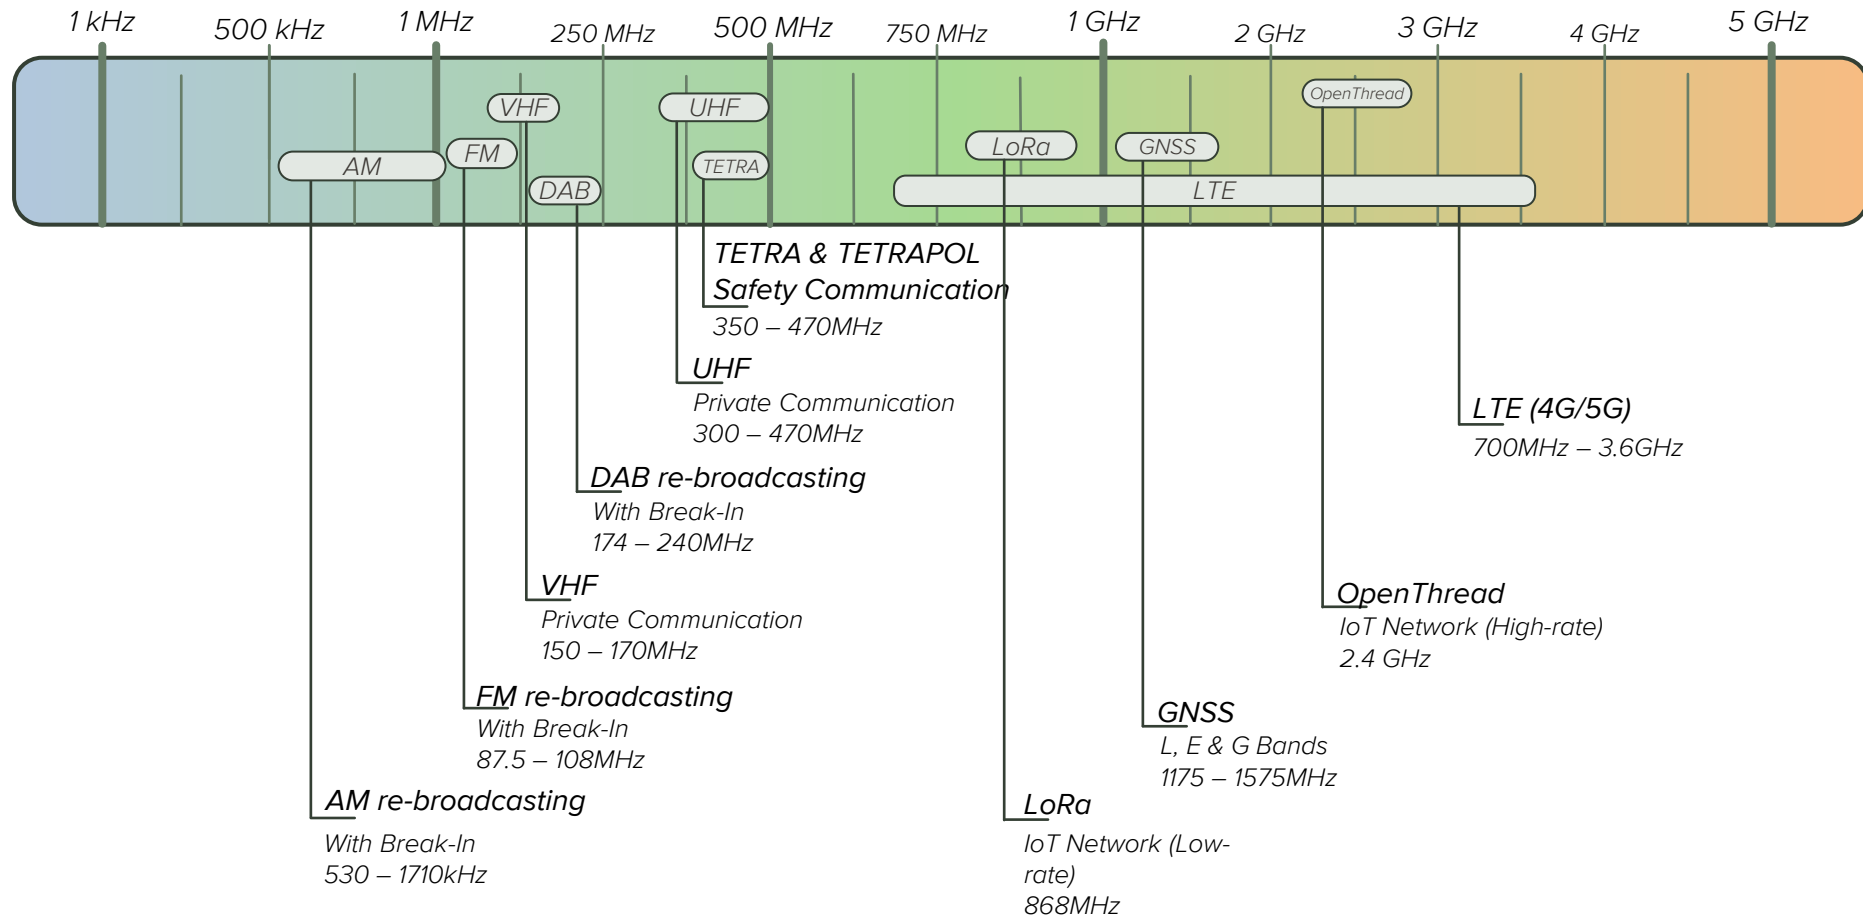 1 kHz
500 kHz
1 MHz
250 MHz
500 MHz
750 MHz
1 GHz
2 GHz
3 GHz
4 GHz
5 GHz
OpenThread
VHF
UHF
LoRa
GNSS
FM
AM
TETRA
DAB
LTE
TETRA & TETRAPOL
Safety Communication
350 – 470MHz
UHF
Private Communication
300 – 470MHz
LTE (4G/5G)
700MHz – 3.6GHz
DAB re-broadcasting
With Break-In
174 – 240MHz
VHF
Private Communication
150 – 170MHz
OpenThread
IoT Network (High-rate)
2.4 GHz
FM re-broadcasting
With Break-In
87.5 – 108MHz
GNSS
L, E & G Bands
1175 – 1575MHz
AM re-broadcasting
With Break-In
530 – 1710kHz
LoRa
IoT Network (Low-
rate)
868MHz